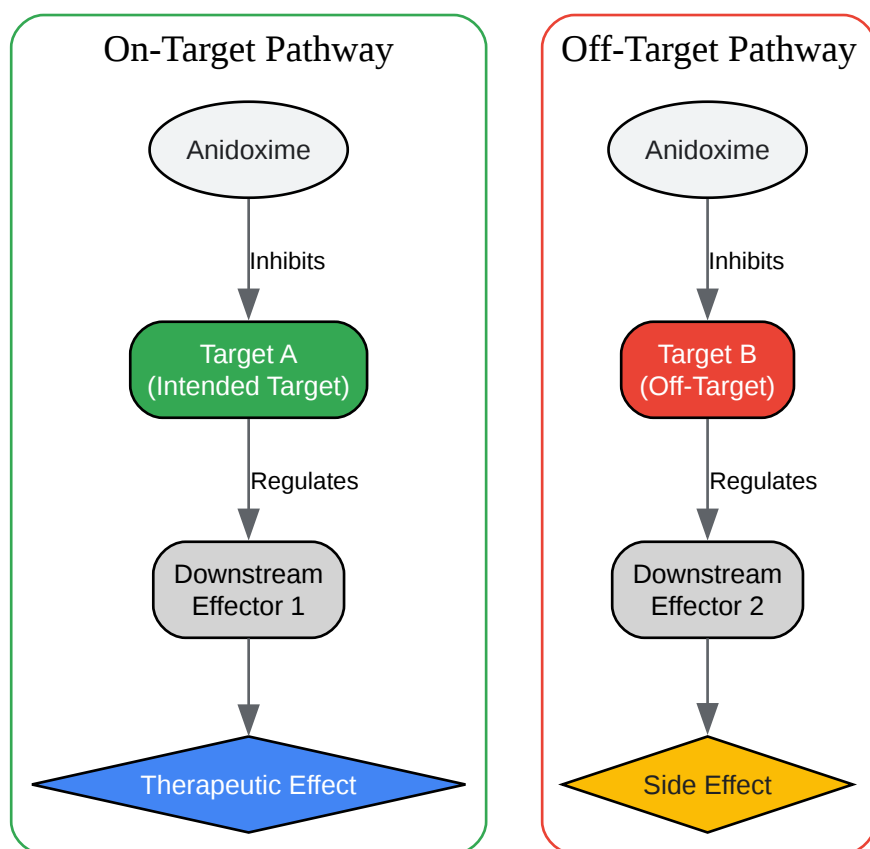 On-Target Pathway
Anidoxime
Inhibits
Target A
(Intended Target)
Regulates
Downstream
Effector 1
Therapeutic Effect
Off-Target Pathway
Anidoxime
Inhibits
Target B
(Off-Target)
Regulates
Downstream
Effector 2
Side Effect